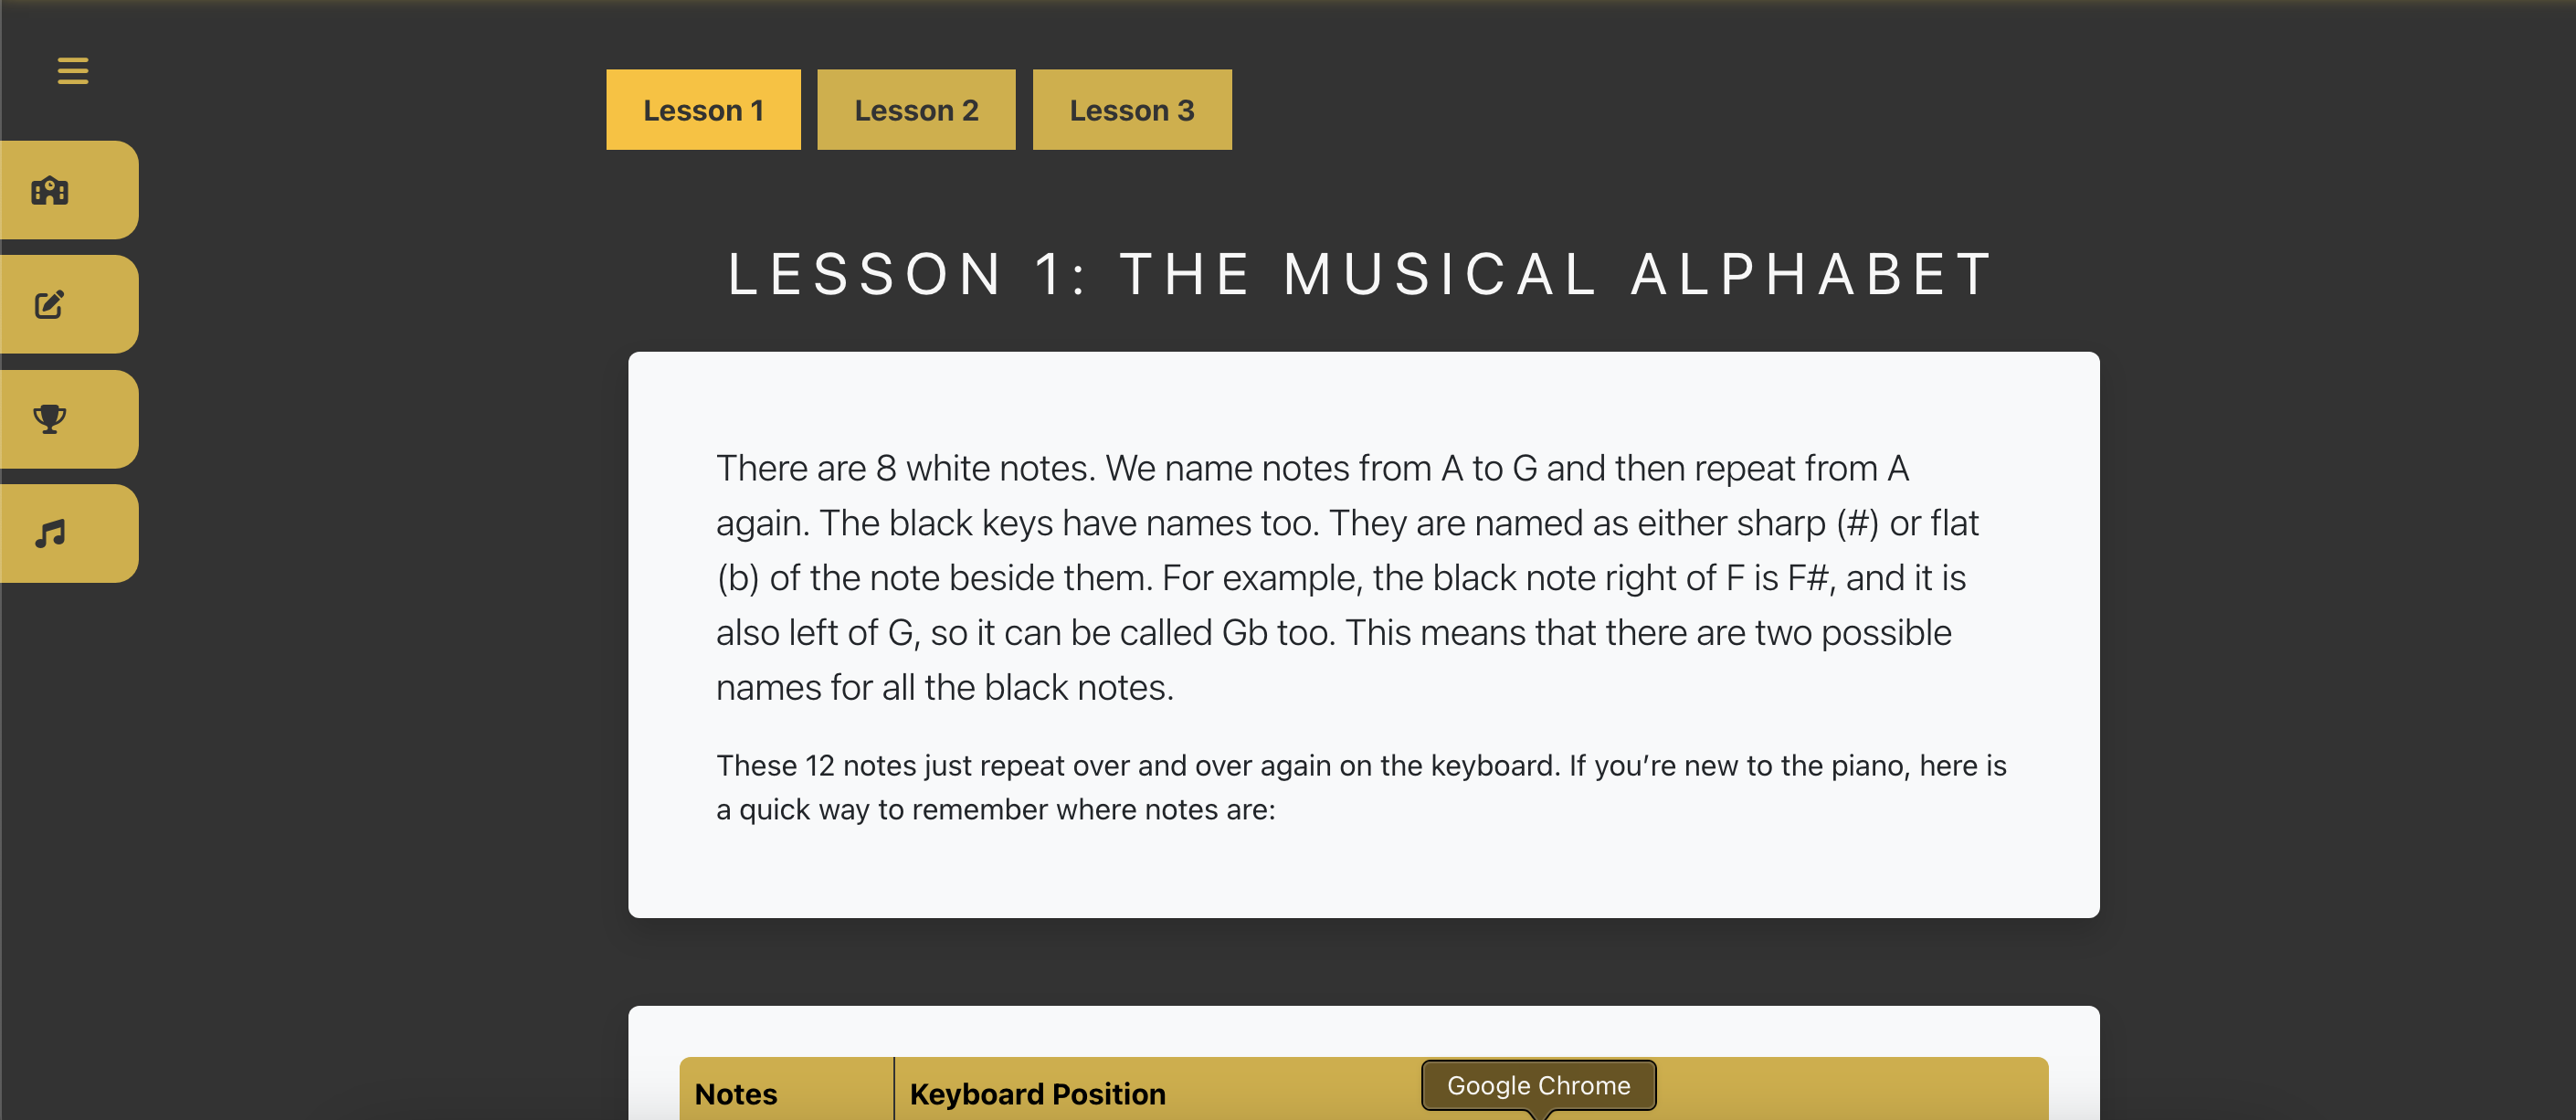 Lesson 1 Lesson 2 Lesson 3
LESSON 1: THE MUSICAL ALPHABET
There are 8 white notes. We name notes from A to G and then repeat from A
again. The black keys have names too. They are named as either sharp (#) or flat
(b) of the note beside them. For example, the black note right of F is F#, and it is
also left of G, so it can be called Gb too. This means that there are two possible
names for all the black notes.
These 12 notes just repeat over and over again on the keyboard. If you’re new to the piano, here is
a quick way to remember where notes are:
Notes Keyboard Position Google Chrome